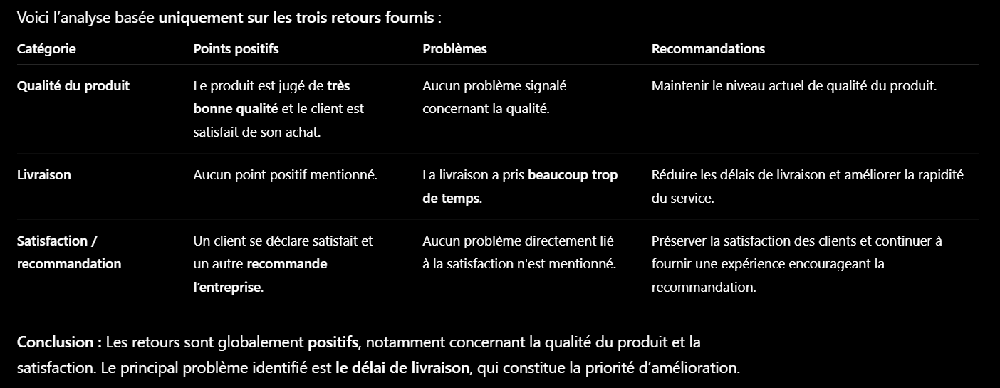 Voici l’analyse basée uniquement sur les trois retours fournis :
Catégorie
Points positifs
Problèmes
Recommandations
Qualité du produit
Le produit est jugé de très
bonne qualité et le client est
satisfait de son achat.
Aucun problème signalé
concernant la qualité.
Maintenir le niveau actuel de qualité du produit.
Livraison
Aucun point positif mentionné.
La livraison a pris beaucoup trop
de temps.
Réduire les délais de livraison et améliorer la rapidité
du service.
Satisfaction /
recommandation
Un client se déclare satisfait et
un autre recommande
l’entreprise.
Aucun problème directement lié
à la satisfaction n'est mentionné.
Préserver la satisfaction des clients et continuer à
fournir une expérience encourageant la
recommandation.
Conclusion : Les retours sont globalement positifs, notamment concernant la qualité du produit et la
satisfaction. Le principal problème identifié est le délai de livraison, qui constitue la priorité d’amélioration.